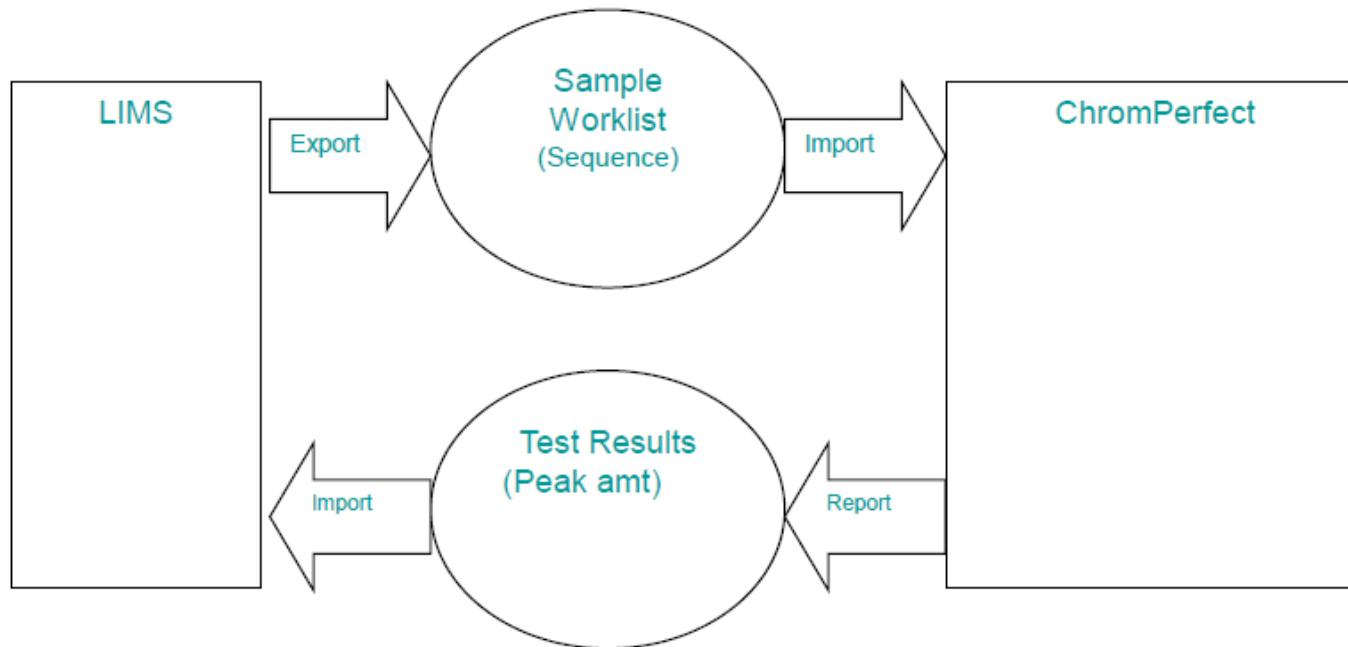 LIMS
Export
Sample
Worklist
(Sequence)
Import
ChromPerfect
Import
Test Results
(Peak amt)
Report